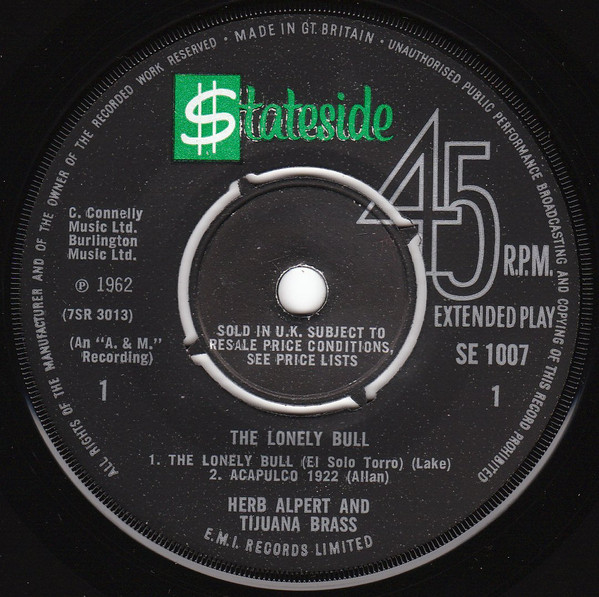 ALL RIGHTS OF THE MANUFACTURER AND OF THE OWNER OF THE RECORDED WORK RESERVED · MADE IN GT. BRITAIN · UNAUTHORISED PUBLIC PERFORMANCE BROADCASTING AND COPYING OF THIS RECORD PROHIBITED
$tateside
45
R.P.M.
EXTENDED PLAY
SE 1007
1
C. Connelly
Music Ltd.
Burlington
Music Ltd.
℗ 1962
(7SR 3013)
(An "A. & M."
Recording)
1
SOLD IN U.K. SUBJECT TO
RESALE PRICE CONDITIONS,
SEE PRICE LISTS
THE LONELY BULL
1. THE LONELY BULL (El Solo Torro) (Lake)
2. ACAPULCO 1922 (Allan)
HERB ALPERT AND
TIJUANA BRASS
E.M.I. RECORDS LIMITED